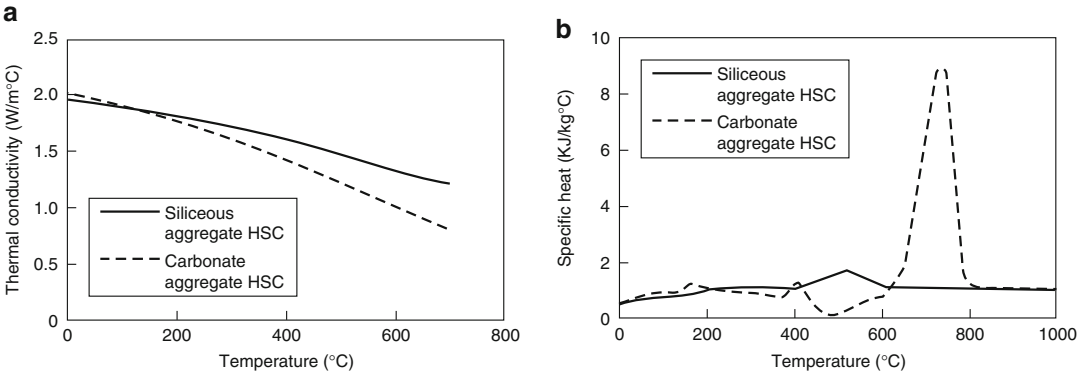 a
2.5
2.0
1.5
1.0
0.5
0
Thermal conductivity (W/m°C)
Siliceous
aggregate HSC
Carbonate
aggregate HSC
0
200
400
600
800
Temperature (°C)
b
10
8
6
4
2
0
Specific heat (KJ/kg°C)
Siliceous
aggregate HSC
Carbonate
aggregate HSC
0
200
400
600
800
1000
Temperature (°C)